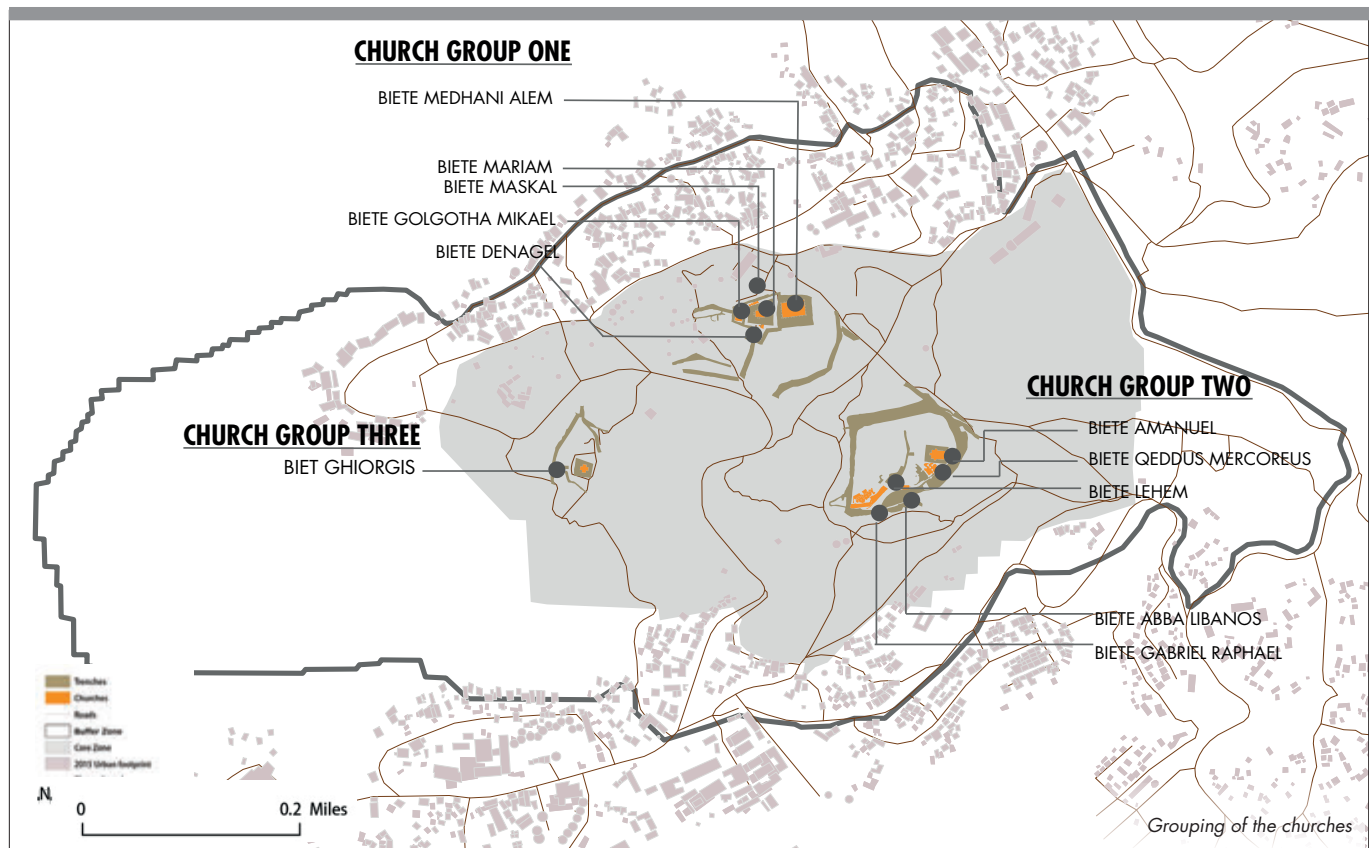 CHURCH GROUP ONE
BIETE MEDHANI ALEM
BIETE MARIAM
BIETE MASKAL
BIETE GOLGOTHA MIKAEL
BIETE DENAGEL
CHURCH GROUP TWO
BIETE AMANUEL
BIETE QEDDUS MERCOREUS
BIETE LEHEM
BIETE ABBA LIBANOS
BIETE GABRIEL RAPHAEL
CHURCH GROUP THREE
BIET GHIORGIS
Trenches
Churches
Roads
Buffer Zone
Core Zone
2015 Urban footprint
N
0 0.2 Miles
Grouping of the churches